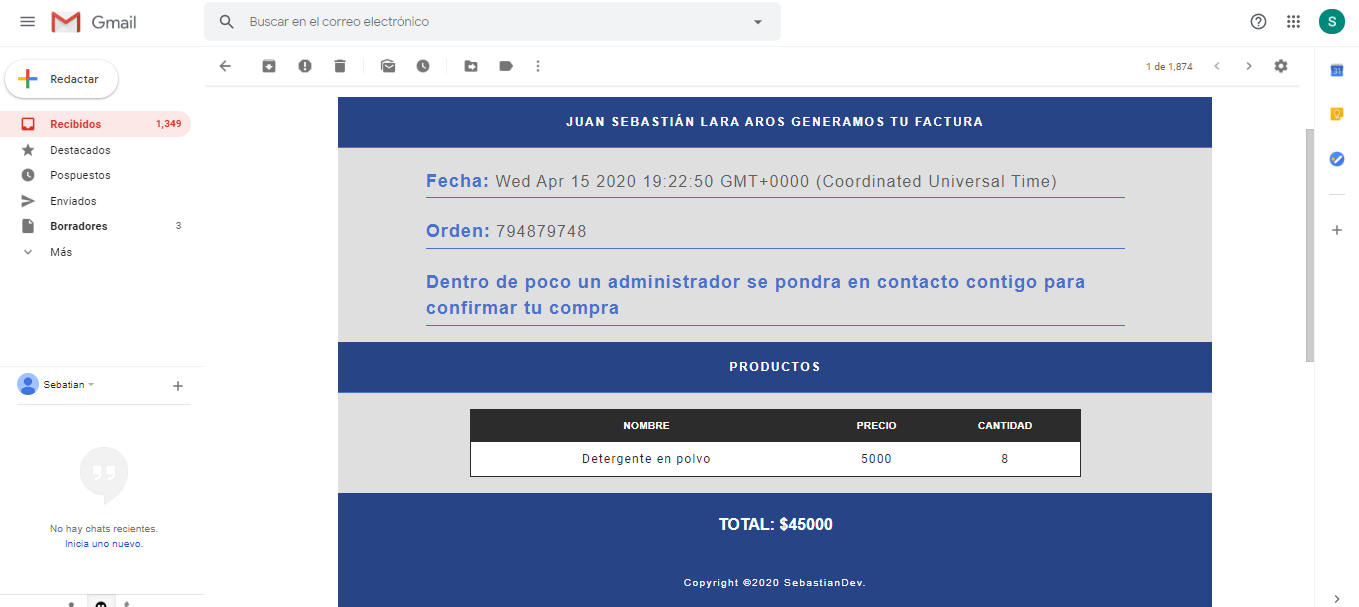 Gmail
Buscar en el correo electrónico
S
Redactar
1 de 1,874
31
Recibidos 1,349
Destacados
Pospuestos
Enviados
Borradores 3
Más
Sebatian
No hay chats recientes.
Inicia uno nuevo.
JUAN SEBASTIÁN LARA AROS GENERAMOS TU FACTURA
Fecha: Wed Apr 15 2020 19:22:50 GMT+0000 (Coordinated Universal Time)
Orden: 794879748
Dentro de poco un administrador se pondra en contacto contigo para
confirmar tu compra
PRODUCTOS
NOMBRE PRECIO CANTIDAD
Detergente en polvo 5000 8
TOTAL: $45000
Copyright ©2020 SebastianDev.